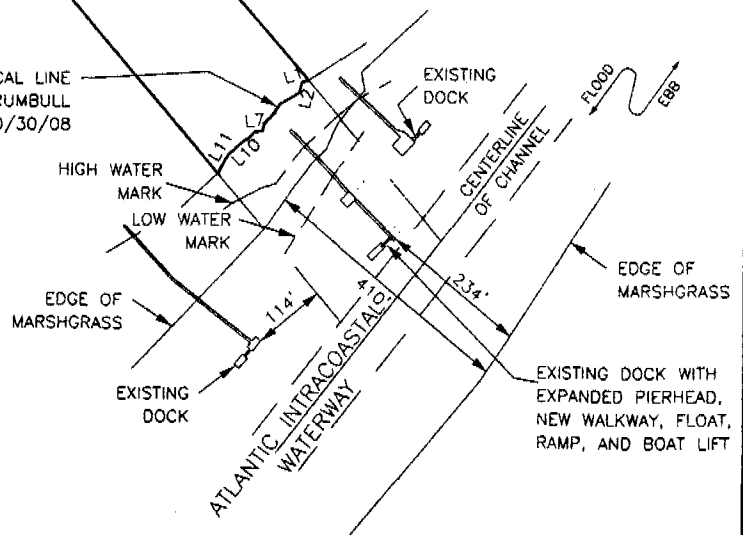 CAL LINE
RUMBULL
0/30/08
L1
L2
L7
L10
L11
EXISTING
DOCK
FLOOD
EBB
HIGH WATER
MARK
LOW WATER
MARK
CENTERLINE
OF CHANNEL
EDGE OF
MARSHGRASS
114'
410'
234'
EDGE OF
MARSHGRASS
EXISTING
DOCK
ATLANTIC INTRACOASTAL
WATERWAY
EXISTING DOCK WITH
EXPANDED PIERHEAD,
NEW WALKWAY, FLOAT,
RAMP, AND BOAT LIFT